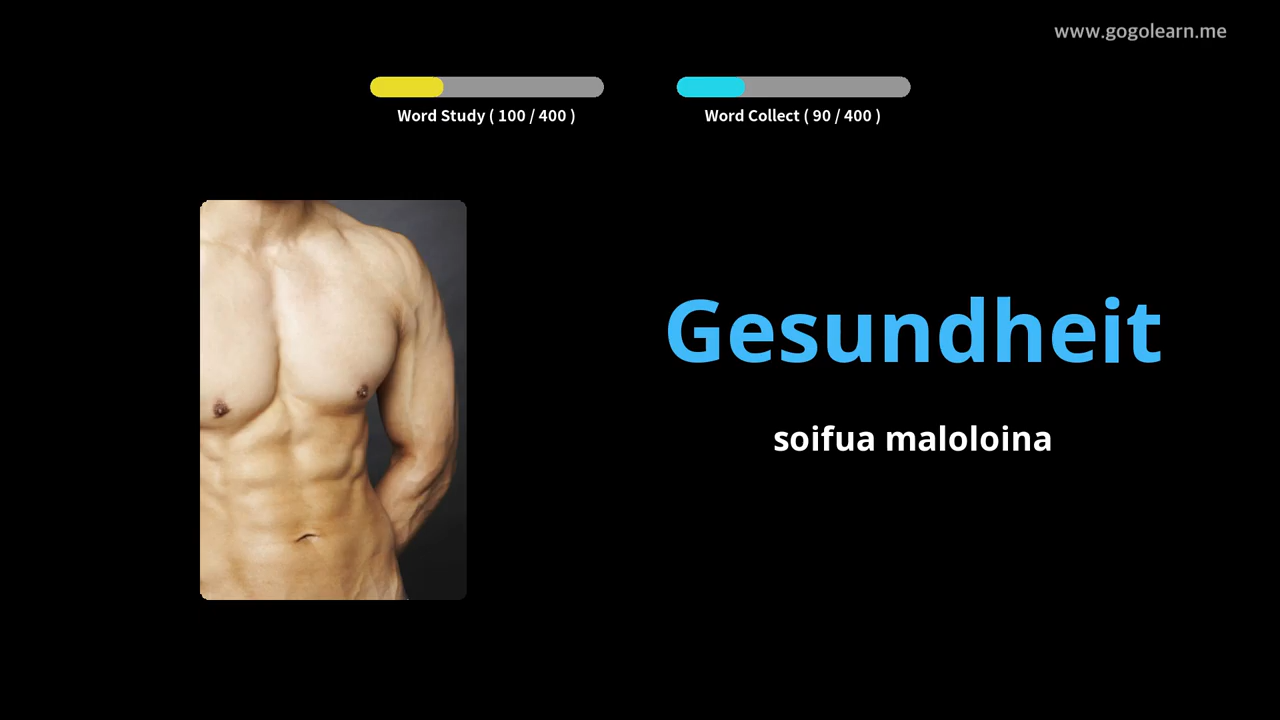 www.gogolearn.me
Word Study ( 100 / 400 )
Word Collect ( 90 / 400 )
Gesundheit
soifua maloloina